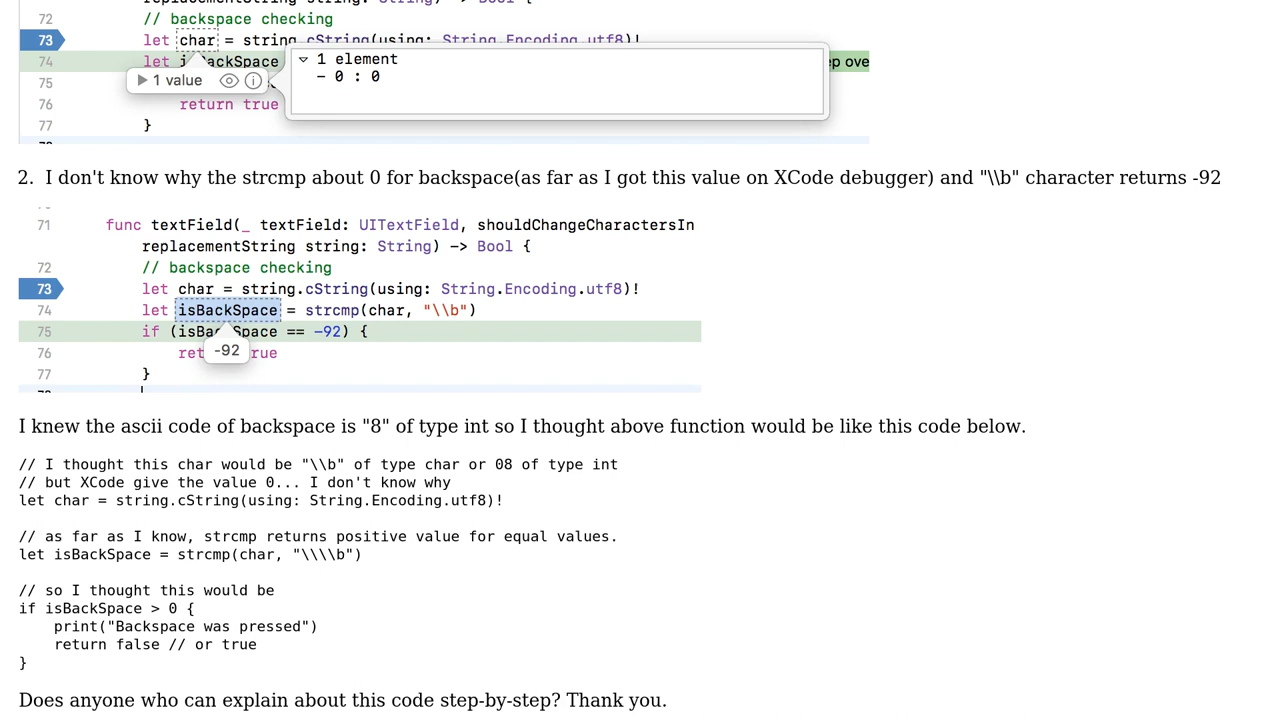 replacementString string: String) -> Bool {
72 // backspace checking
73 let char = string.cString(using: String.Encoding.utf8)!
74 let isBackSpace
ep ove
1 element
- 0 : 0
1 value
75
76 return true
77 }
2. I don't know why the strcmp about 0 for backspace(as far as I got this value on XCode debugger) and "\\b" character returns -92
71 func textField(_ textField: UITextField, shouldChangeCharactersIn
replacementString string: String) -> Bool {
72 // backspace checking
73 let char = string.cString(using: String.Encoding.utf8)!
74 let isBackSpace = strcmp(char, "\\b")
75 if (isBackSpace == -92) {
76 ret rue
-92
77 }
I knew the ascii code of backspace is "8" of type int so I thought above function would be like this code below.
// I thought this char would be "\\b" of type char or 08 of type int
// but XCode give the value 0... I don't know why
let char = string.cString(using: String.Encoding.utf8)!
// as far as I know, strcmp returns positive value for equal values.
let isBackSpace = strcmp(char, "\\\\b")
// so I thought this would be
if isBackSpace > 0 {
print("Backspace was pressed")
return false // or true
}
Does anyone who can explain about this code step-by-step? Thank you.